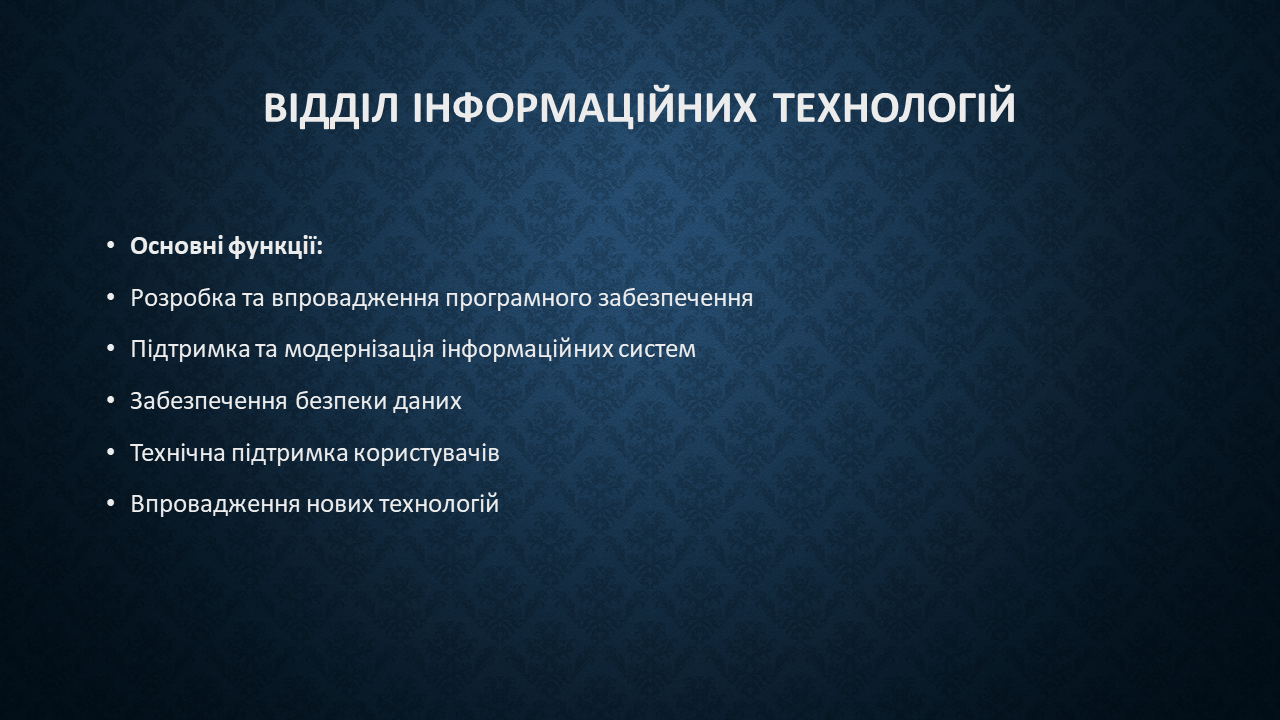 ВІДДІЛ ІНФОРМАЦІЙНИХ ТЕХНОЛОГІЙ
• Основні функції:
• Розробка та впровадження програмного забезпечення
• Підтримка та модернізація інформаційних систем
• Забезпечення безпеки даних
• Технічна підтримка користувачів
• Впровадження нових технологій